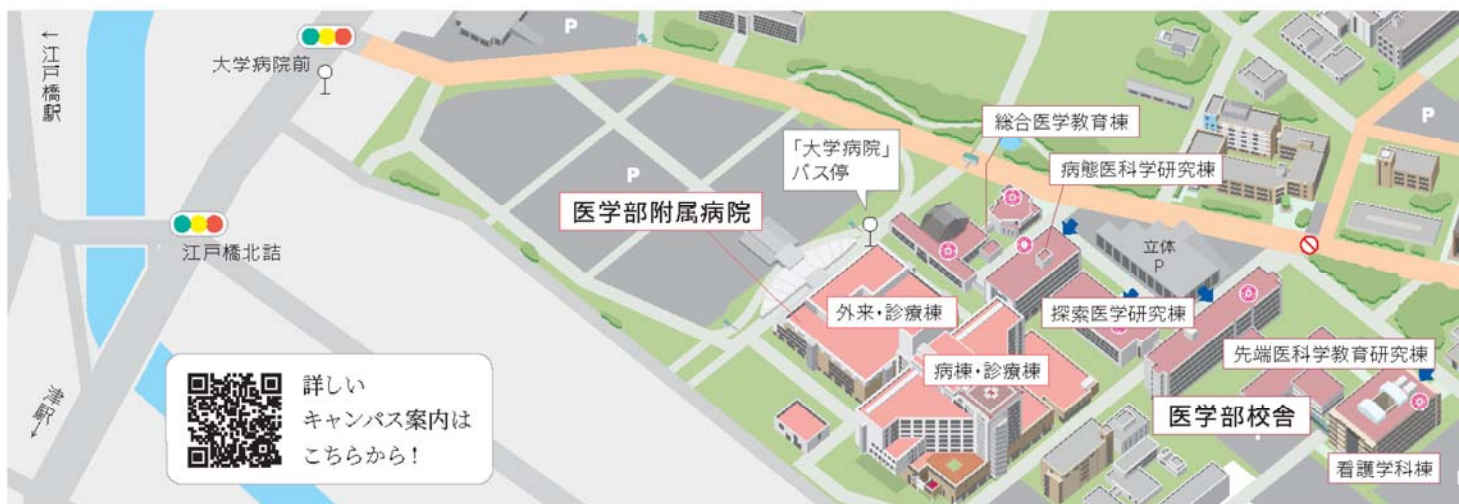 ←江戸橋駅
大学病院前
P
総合医学教育棟
「大学病院」
バス停
病態医科学研究棟
P
P
医学部附属病院
江戸橋北詰
立体
P
外来・診療棟
探索医学研究棟
先端医科学教育研究棟
病棟・診療棟
医学部校舎
看護学科棟
津駅→
詳しい
キャンパス案内は
こちらから!